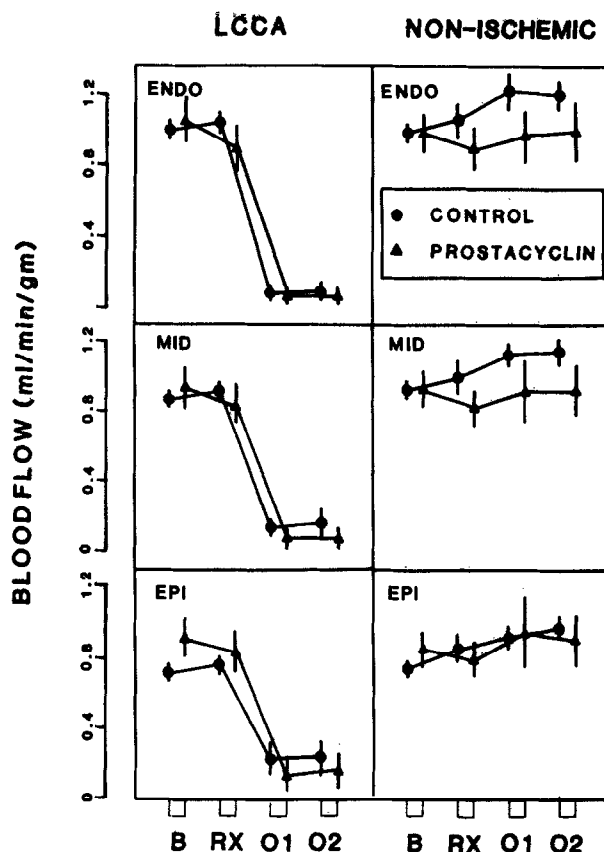 LCCA NON-ISCHEMIC
ENDO
ENDO
CONTROL
PROSTACYCLIN
MID
MID
EPI
EPI
BLOOD FLOW (ml/min/gm)
1.2
0.8
0.4
1.2
0.8
0.4
0
1.2
0.8
0.4
0
B RX O1 O2
B RX O1 O2